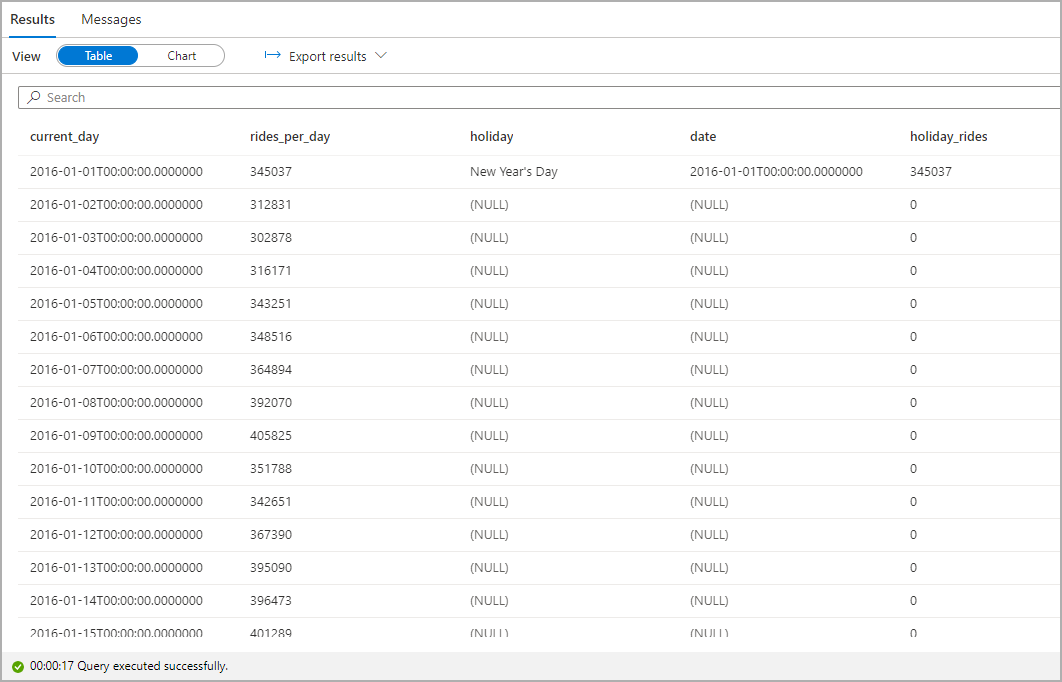 Results Messages
View Table Chart Export results
Search
current_day rides_per_day holiday date holiday_rides
2016-01-01T00:00:00.0000000 345037 New Year's Day 2016-01-01T00:00:00.0000000 345037
2016-01-02T00:00:00.0000000 312831 (NULL) (NULL) 0
2016-01-03T00:00:00.0000000 302878 (NULL) (NULL) 0
2016-01-04T00:00:00.0000000 316171 (NULL) (NULL) 0
2016-01-05T00:00:00.0000000 343251 (NULL) (NULL) 0
2016-01-06T00:00:00.0000000 348516 (NULL) (NULL) 0
2016-01-07T00:00:00.0000000 364894 (NULL) (NULL) 0
2016-01-08T00:00:00.0000000 392070 (NULL) (NULL) 0
2016-01-09T00:00:00.0000000 405825 (NULL) (NULL) 0
2016-01-10T00:00:00.0000000 351788 (NULL) (NULL) 0
2016-01-11T00:00:00.0000000 342651 (NULL) (NULL) 0
2016-01-12T00:00:00.0000000 367390 (NULL) (NULL) 0
2016-01-13T00:00:00.0000000 395090 (NULL) (NULL) 0
2016-01-14T00:00:00.0000000 396473 (NULL) (NULL) 0
2016-01-15T00:00:00.0000000 401289 (NULL) (NULL) 0
00:00:17 Query executed successfully.